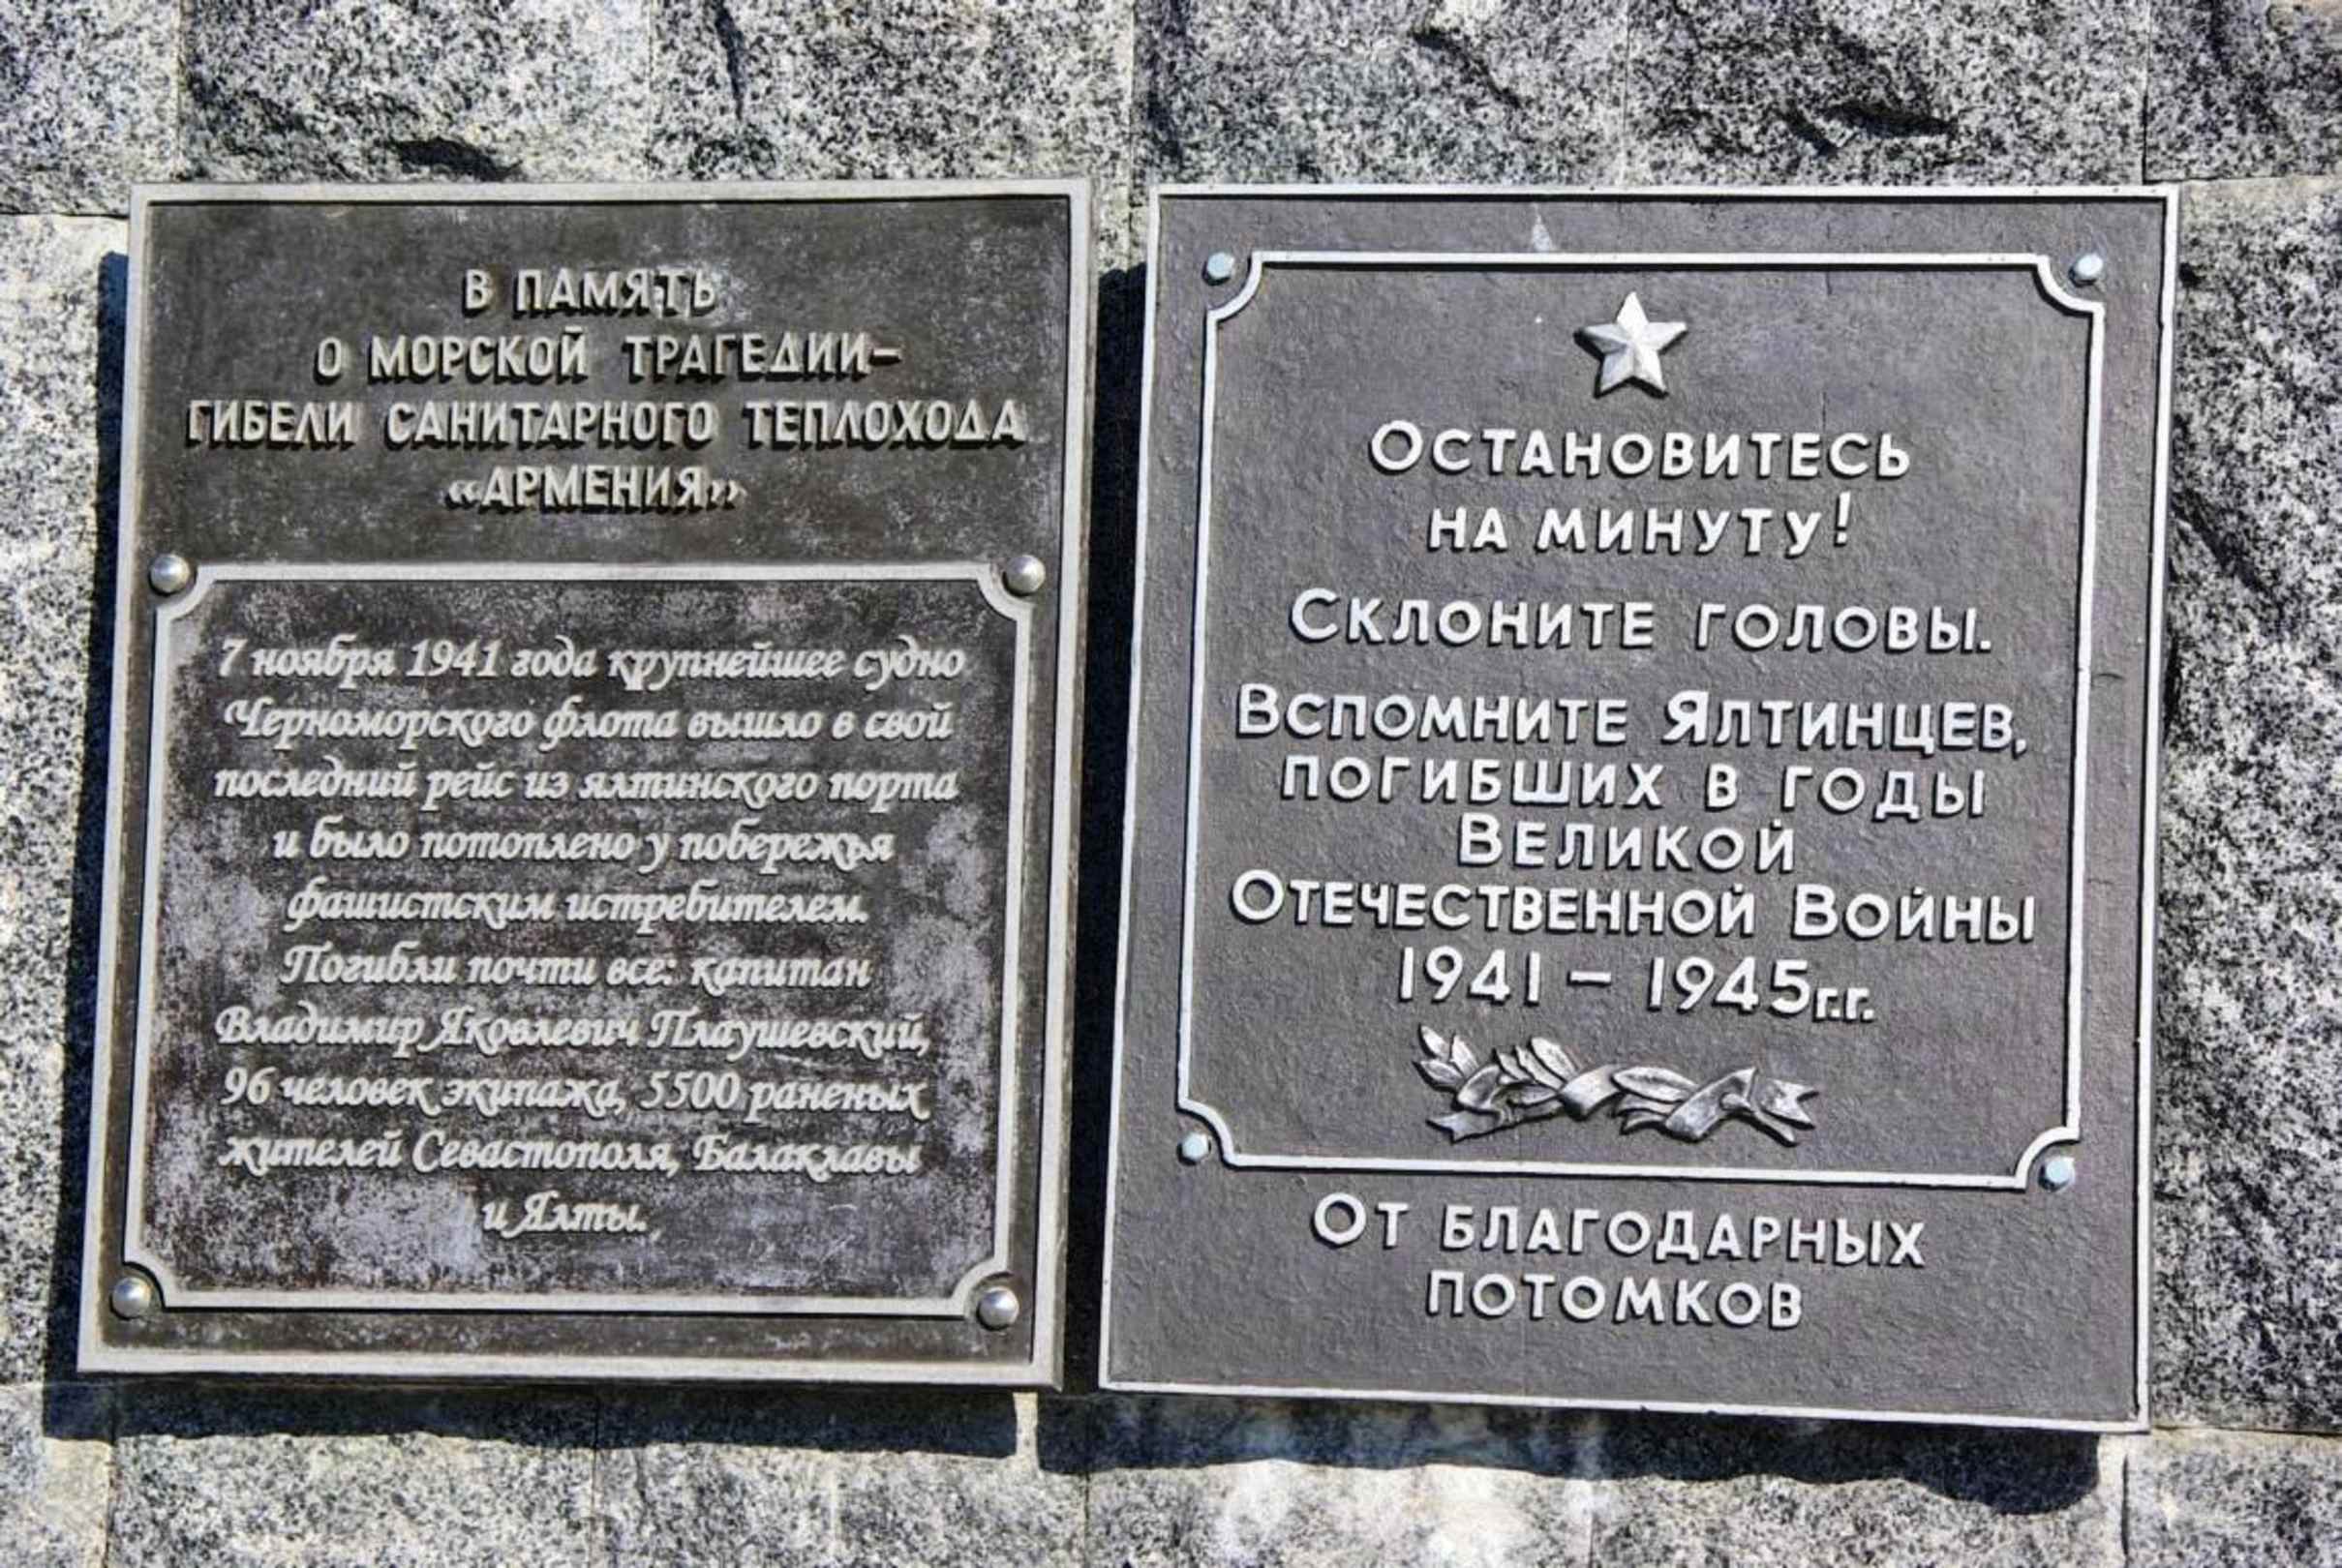 В ПАМЯТЬ
О МОРСКОЙ ТРАГЕДИИ–
ГИБЕЛИ САНИТАРНОГО ТЕПЛОХОДА
«АРМЕНИЯ»
7 ноября 1941 года крупнейшее судно
Черноморского флота вышло в свой
последний рейс из ялтинского порта
и было потоплено у побережья
фашистским истребителем.
Погибли почти все: капитан
Владимир Яковлевич Плаушевский,
96 человек экипажа, 5500 раненых
жителей Севастополя, Балаклавы
и Ялты.
ОСТАНОВИТЕСЬ
НА МИНУТУ!
СКЛОНИТЕ ГОЛОВЫ.
ВСПОМНИТЕ ЯЛТИНЦЕВ,
ПОГИБШИХ В ГОДЫ
ВЕЛИКОЙ
ОТЕЧЕСТВЕННОЙ ВОЙНЫ
1941 – 1945г.г.
ОТ БЛАГОДАРНЫХ
ПОТОМКОВ